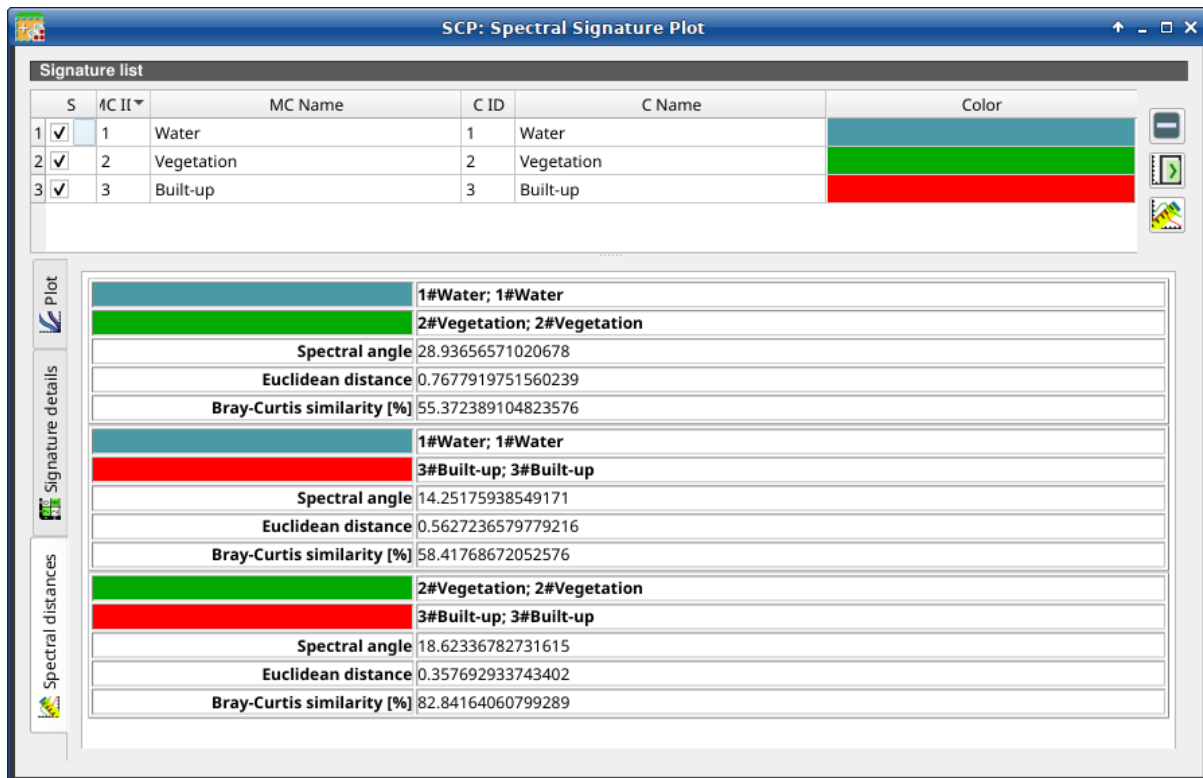 SCP: Spectral Signature Plot
Signature list
S MC ID MC Name C ID C Name Color
1 1 Water 1 Water
2 2 Vegetation 2 Vegetation
3 3 Built-up 3 Built-up
Plot
Signature details
Spectral distances
1#Water; 1#Water
2#Vegetation; 2#Vegetation
Spectral angle 28.93656571020678
Euclidean distance 0.7677919751560239
Bray-Curtis similarity [%] 55.372389104823576
1#Water; 1#Water
3#Built-up; 3#Built-up
Spectral angle 14.25175938549171
Euclidean distance 0.5627236579779216
Bray-Curtis similarity [%] 58.41768672052576
2#Vegetation; 2#Vegetation
3#Built-up; 3#Built-up
Spectral angle 18.62336782731615
Euclidean distance 0.357692933743402
Bray-Curtis similarity [%] 82.84164060799289